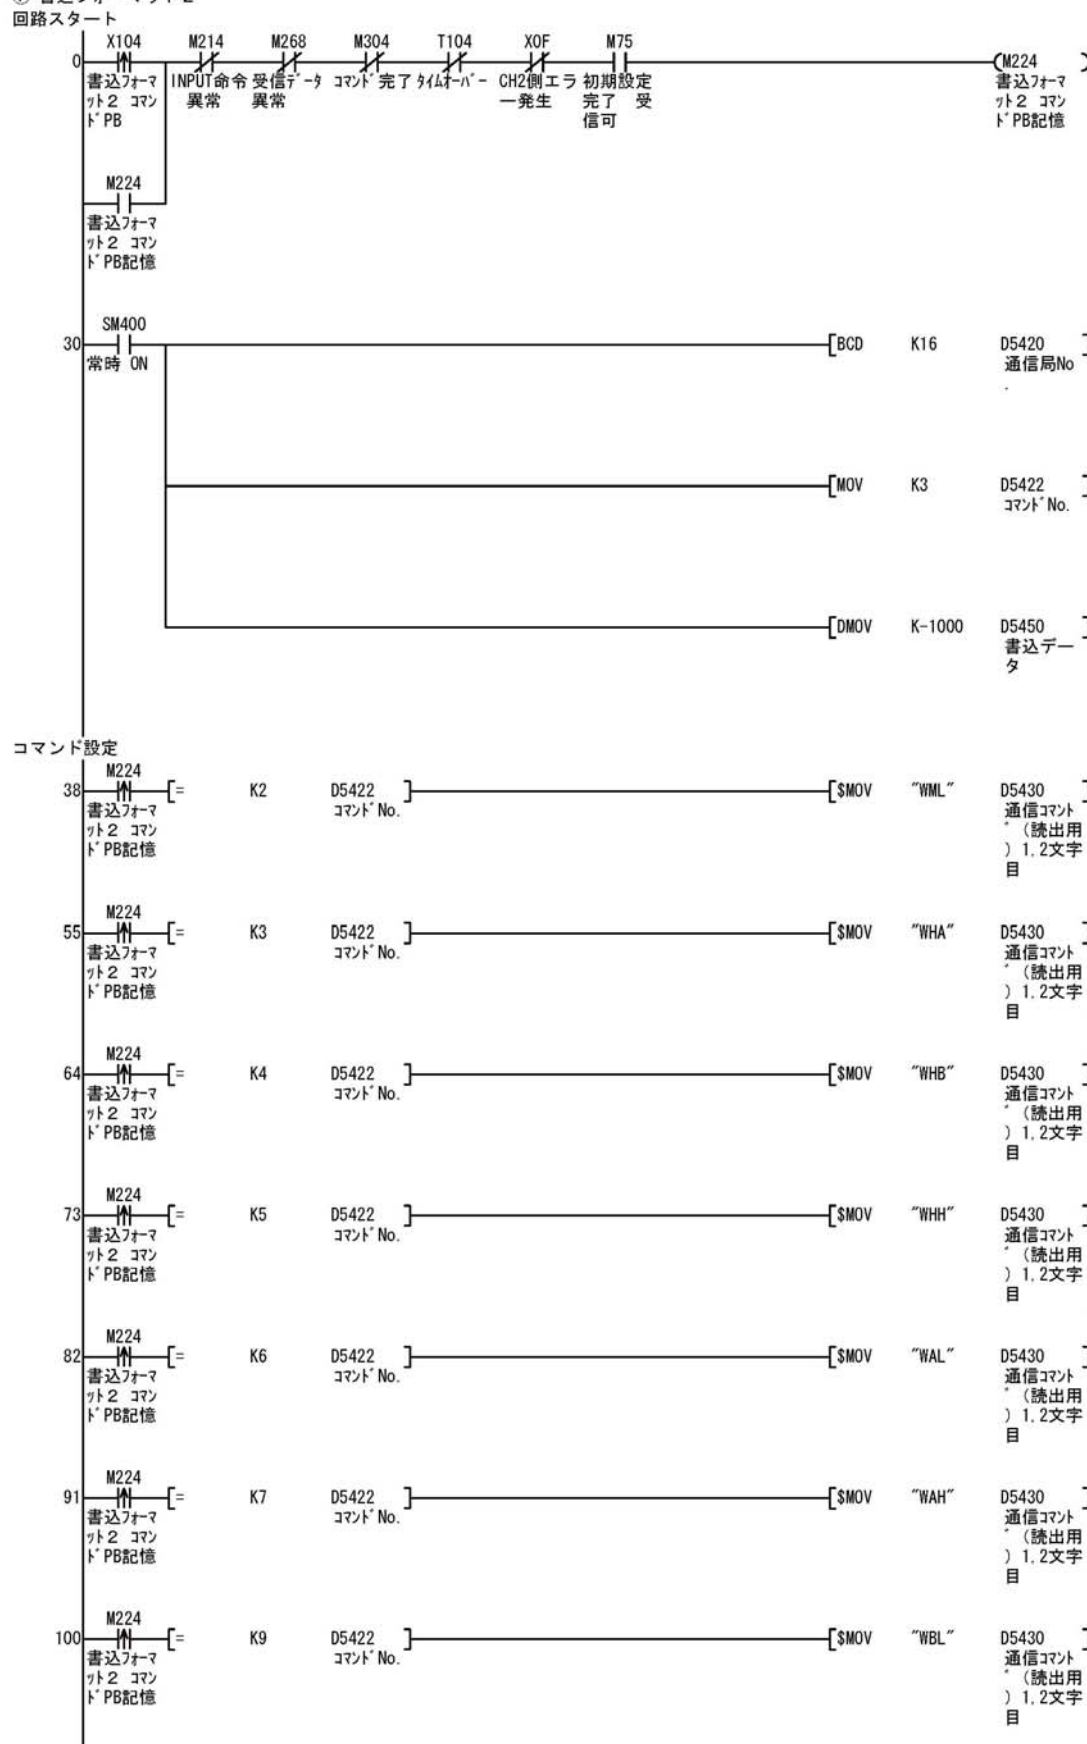 回路スタート
X104 M214 M268 M304 T104 X0F M75
0 (M224 )
書込フォーマ INPUT命令 受信データ コマンド完了 タイムオーバー CH2側エラ 初期設定 書込フォーマ
ット2 コマン 異常 異常 ー発生 完了 受 ット2 コマン
ドPB 信可 ドPB記憶
M224
書込フォーマ
ット2 コマン
ドPB記憶
SM400
30 [BCD K16 D5420 ]
常時 ON 通信局No
.
[MOV K3 D5422 ]
コマンドNo.
[DMOV K-1000 D5450 ]
書込デー
タ
コマンド設定
M224
38 [= K2 D5422 ] [$MOV "WML" D5430 ]
書込フォーマ コマンドNo. 通信コマント
ット2 コマン ゛(読出用
ドPB記憶 ) 1,2文字
目
M224
55 [= K3 D5422 ] [$MOV "WHA" D5430 ]
書込フォーマ コマンドNo. 通信コマント
ット2 コマン ゛(読出用
ドPB記憶 ) 1,2文字
目
M224
64 [= K4 D5422 ] [$MOV "WHB" D5430 ]
書込フォーマ コマンドNo. 通信コマント
ット2 コマン ゛(読出用
ドPB記憶 ) 1,2文字
目
M224
73 [= K5 D5422 ] [$MOV "WHH" D5430 ]
書込フォーマ コマンドNo. 通信コマント
ット2 コマン ゛(読出用
ドPB記憶 ) 1,2文字
目
M224
82 [= K6 D5422 ] [$MOV "WAL" D5430 ]
書込フォーマ コマンドNo. 通信コマント
ット2 コマン ゛(読出用
ドPB記憶 ) 1,2文字
目
M224
91 [= K7 D5422 ] [$MOV "WAH" D5430 ]
書込フォーマ コマンドNo. 通信コマント
ット2 コマン ゛(読出用
ドPB記憶 ) 1,2文字
目
M224
100 [= K9 D5422 ] [$MOV "WBL" D5430 ]
書込フォーマ コマンドNo. 通信コマント
ット2 コマン ゛(読出用
ドPB記憶 ) 1,2文字
目